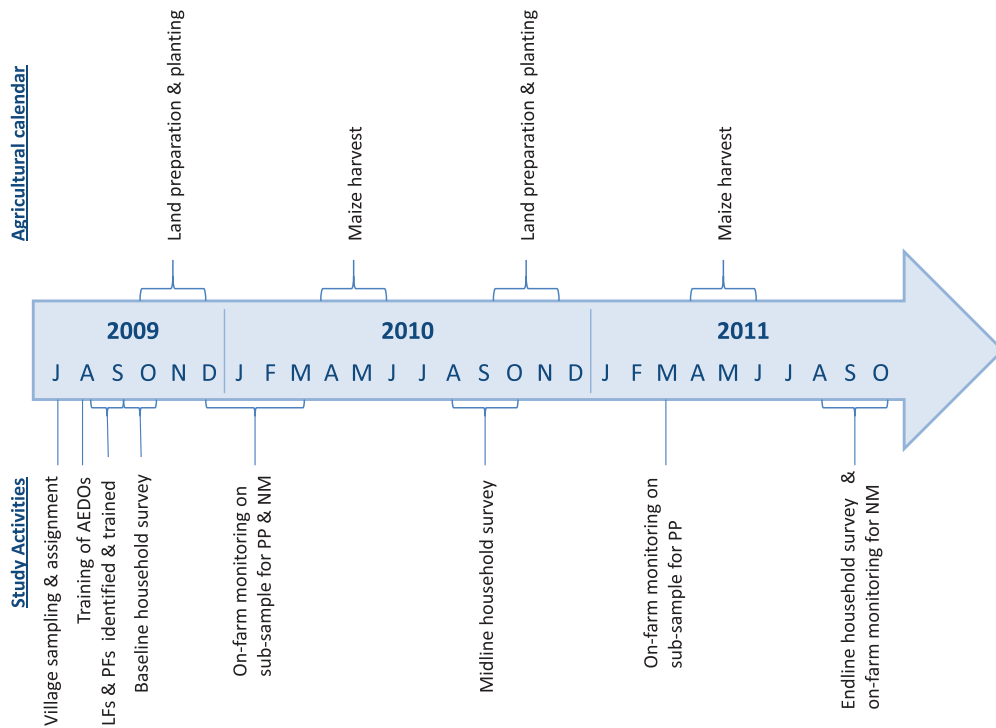 Agricultural calendar
Land preparation & planting
Maize harvest
Land preparation & planting
Maize harvest
2009
2010
2011
J A S O N D J F M A M J J A S O N D J F M A M J J A S O
Study Activities
Village sampling & assignment
Training of AEDOs
LFs & PFs identified & trained
Baseline household survey
On-farm monitoring on
sub-sample for PP & NM
Midline household survey
On-farm monitoring on
sub-sample for PP
Endline household survey &
on-farm monitoring for NM